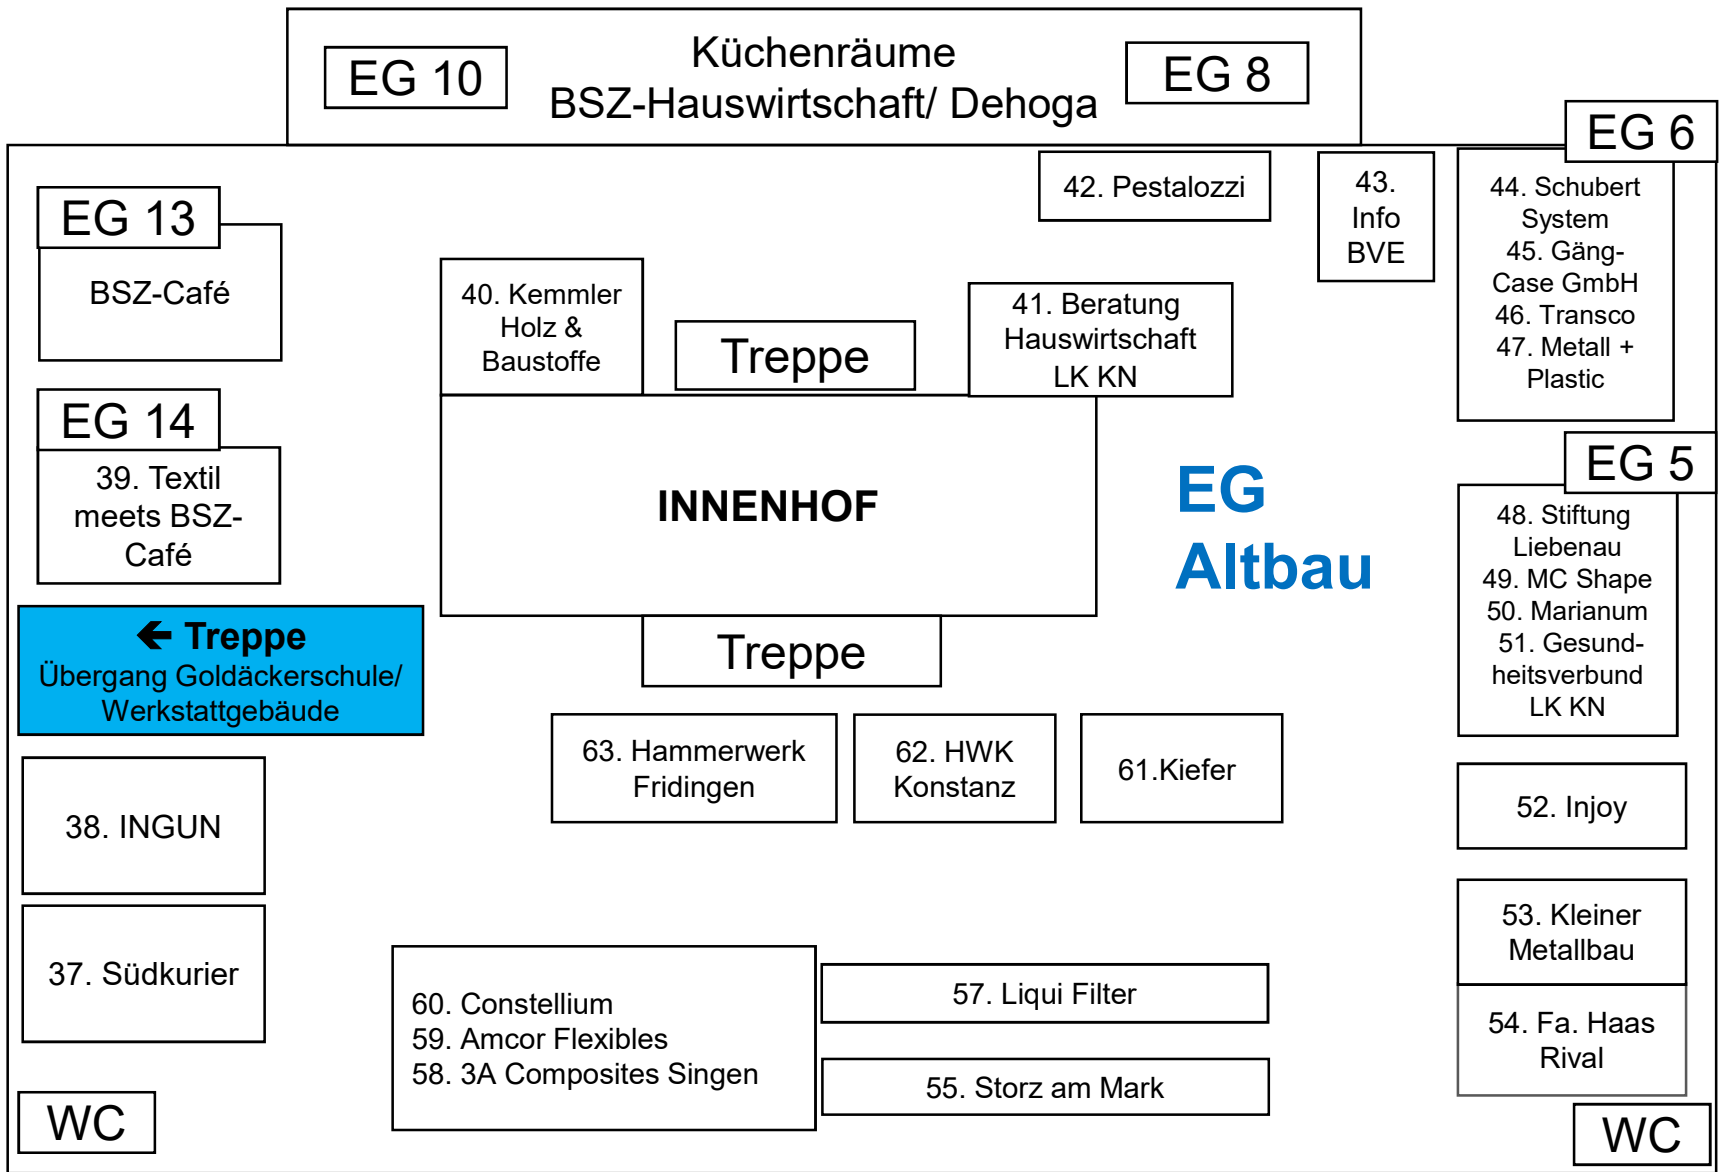 EG 10
Küchenräume
BSZ-Hauswirtschaft/ Dehoga
EG 8
EG 6
EG 13
BSZ-Café
42. Pestalozzi
43.
Info
BVE
44. Schubert
System
45. Gäng-
Case GmbH
46. Transco
47. Metall +
Plastic
40. Kemmler
Holz &
Baustoffe
Treppe
41. Beratung
Hauswirtschaft
LK KN
EG 14
39. Textil
meets BSZ-
Café
INNENHOF
EG
Altbau
EG 5
48. Stiftung
Liebenau
49. MC Shape
50. Marianum
51. Gesund-
heitsverbund
LK KN
← Treppe
Übergang Goldäckerschule/
Werkstattgebäude
Treppe
63. Hammerwerk
Fridingen
62. HWK
Konstanz
61.Kiefer
52. Injoy
38. INGUN
53. Kleiner
Metallbau
37. Südkurier
60. Constellium
59. Amcor Flexibles
58. 3A Composites Singen
57. Liqui Filter
54. Fa. Haas
Rival
55. Storz am Mark
WC
WC